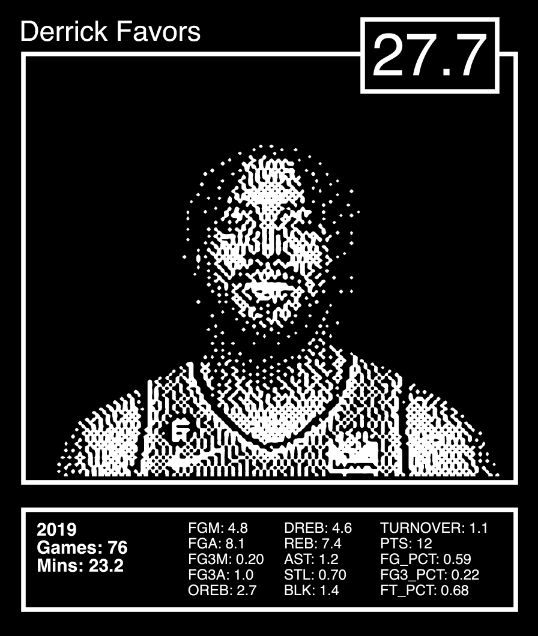 Derrick Favors
27.7
2019
Games: 76
Mins: 23.2
FGM: 4.8
FGA: 8.1
FG3M: 0.20
FG3A: 1.0
OREB: 2.7
DREB: 4.6
REB: 7.4
AST: 1.2
STL: 0.70
BLK: 1.4
TURNOVER: 1.1
PTS: 12
FG_PCT: 0.59
FG3_PCT: 0.22
FT_PCT: 0.68